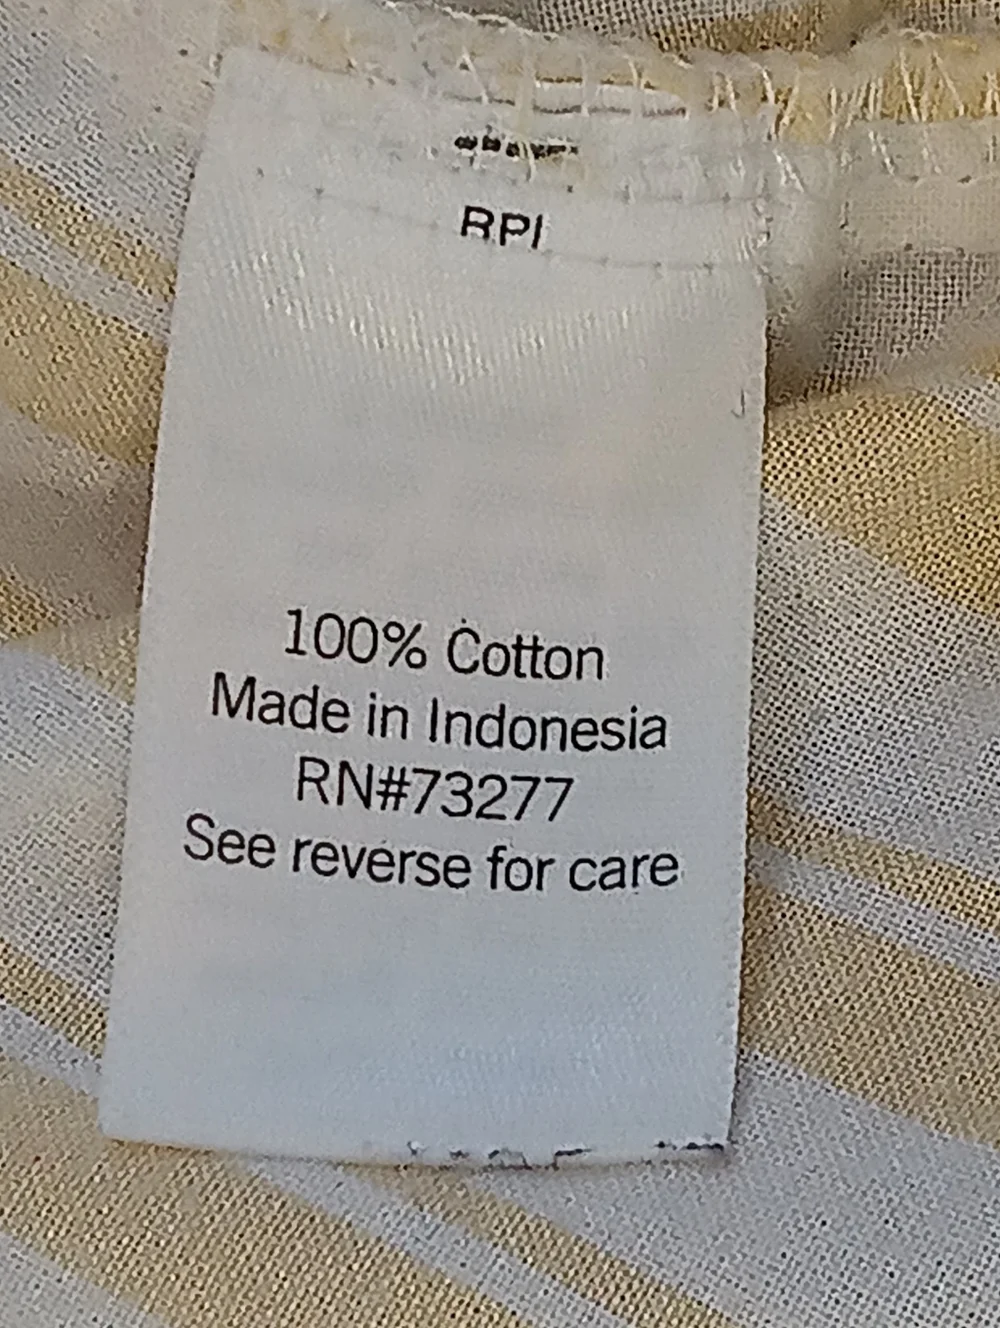 RPI
100% Cotton
Made in Indonesia
RN#73277
See reverse for care